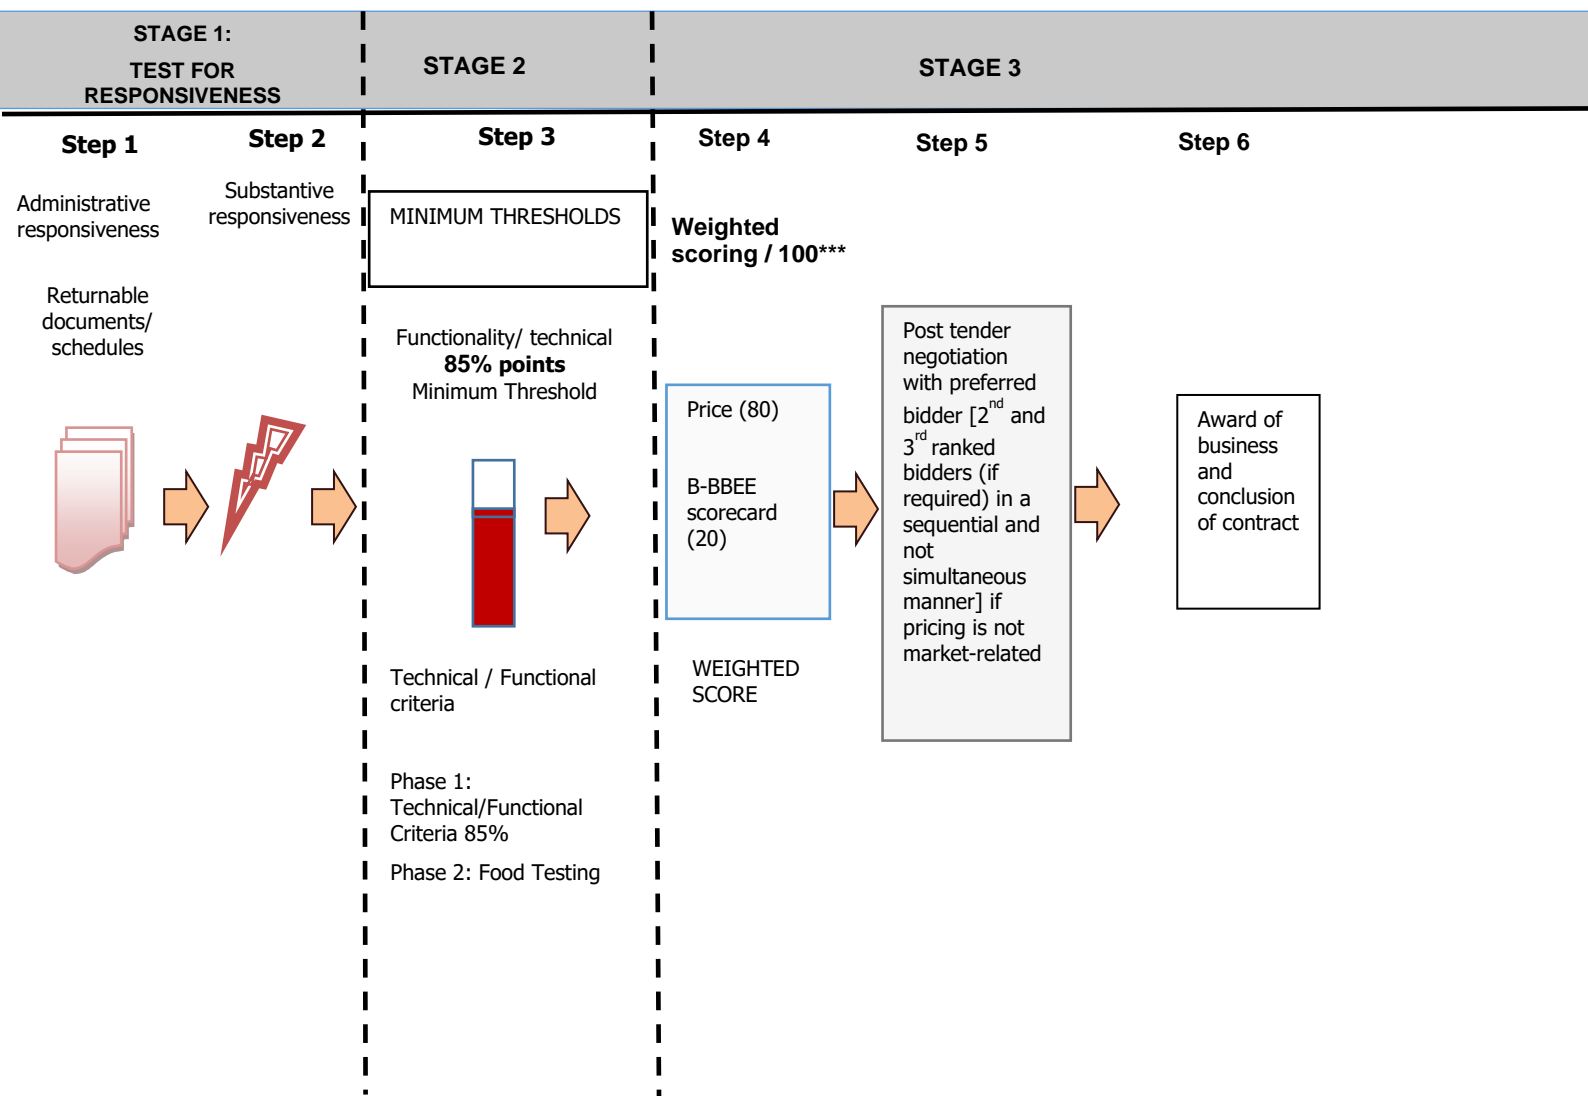 STAGE 1:
TEST FOR
RESPONSIVENESS
STAGE 2
STAGE 3
Step 1
Step 2
Step 3
Step 4
Step 5
Step 6
Administrative
responsiveness
Returnable
documents/
schedules
Substantive
responsiveness
MINIMUM THRESHOLDS
Functionality/ technical
85% points
Minimum Threshold
Technical / Functional
criteria
Phase 1:
Technical/Functional
Criteria 85%
Phase 2: Food Testing
Weighted
scoring / 100***
Price (80)
B-BBEE
scorecard
(20)
WEIGHTED
SCORE
Post tender
negotiation
with preferred
bidder [2nd and
3rd ranked
bidders (if
required) in a
sequential and
not
simultaneous
manner] if
pricing is not
market-related
Award of
business
and
conclusion
of contract